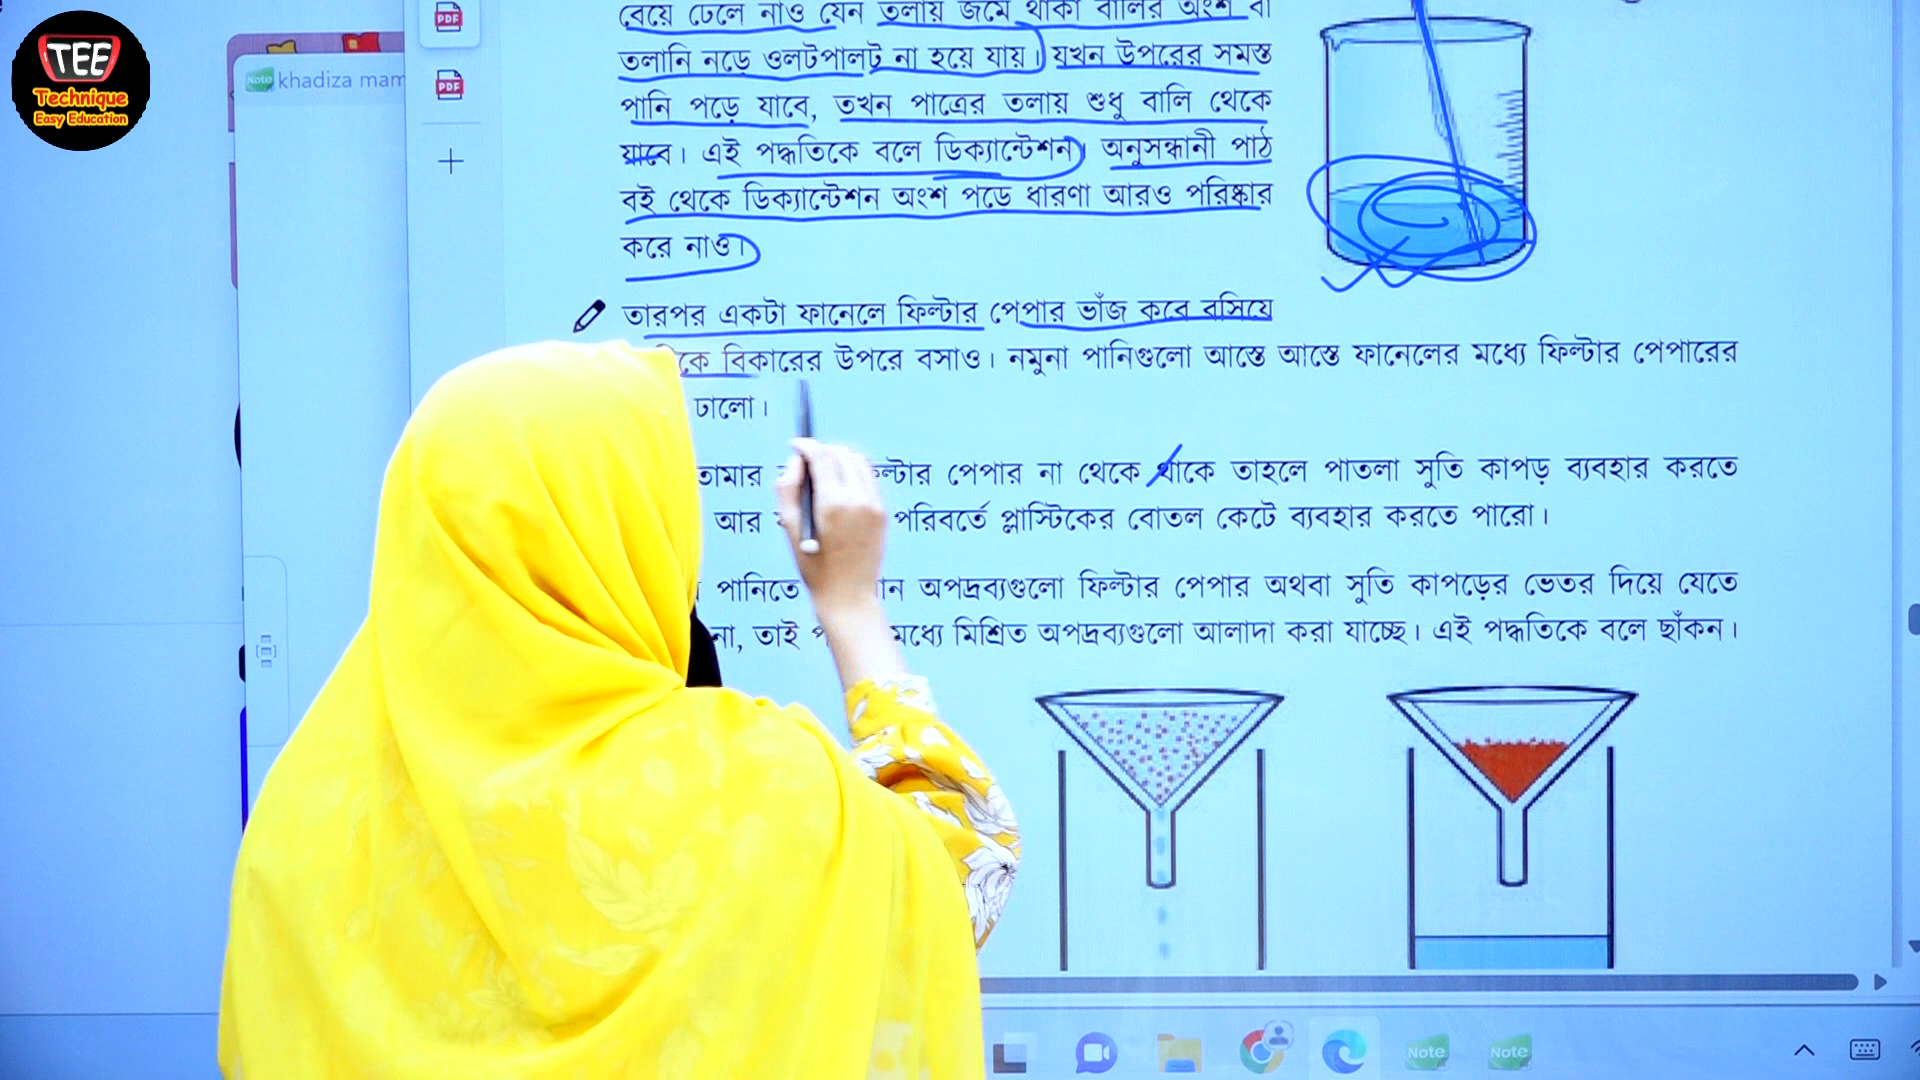 TEE
Technique
Easy Education
PDF
PDF
Note khadiza mam
বেয়ে ঢেলে নাও যেন তলায় জমে থাকা বালির অংশ বা
তলানি নড়ে ওলটপালট না হয়ে যায়। যখন উপরের সমস্ত
পানি পড়ে যাবে, তখন পাত্রের তলায় শুধু বালি থেকে
যাবে। এই পদ্ধতিকে বলে ডিক্যান্টেশন। অনুসন্ধানী পাঠ
বই থেকে ডিক্যান্টেশন অংশ পড়ে ধারণা আরও পরিষ্কার
করে নাও।
তারপর একটা ফানেলে ফিল্টার পেপার ভাঁজ করে বসিয়ে
বিকারের উপরে বসাও। নমুনা পানিগুলো আস্তে আস্তে ফানেলের মধ্যে ফিল্টার পেপারের
ঢালো।
পেপার না থেকে থাকে তাহলে পাতলা সুতি কাপড় ব্যবহার করতে
আর পরিবর্তে প্লাস্টিকের বোতল কেটে ব্যবহার করতে পারো।
পানিতে অপদ্রব্যগুলো ফিল্টার পেপার অথবা সুতি কাপড়ের ভেতর দিয়ে যেতে
না, তাই মধ্যে মিশ্রিত অপদ্রব্যগুলো আলাদা করা যাচ্ছে। এই পদ্ধতিকে বলে ছাঁকন।
Note
Note